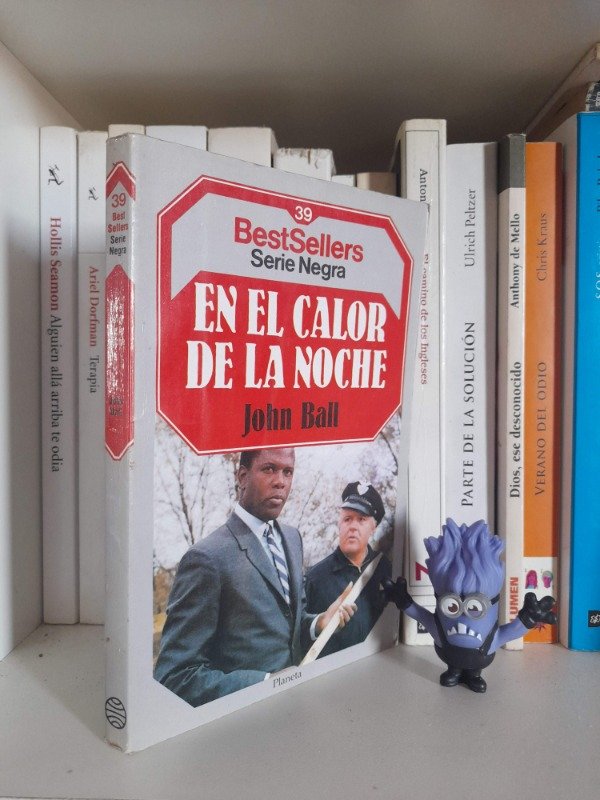 39
BestSellers
Serie Negra
EN EL CALOR
DE LA NOCHE
John Ball
Planeta
39
Best
Sellers
Serie
Negra
Hollis Seamon Alguien allá arriba te odia
Ariel Dorfman Terapia
El camino de los Ingleses
PARTE DE LA SOLUCIÓN Ulrich Peltzer
Dios, ese desconocido Anthony de Mello
LUMEN
VERANO DEL ODIO Chris Kraus